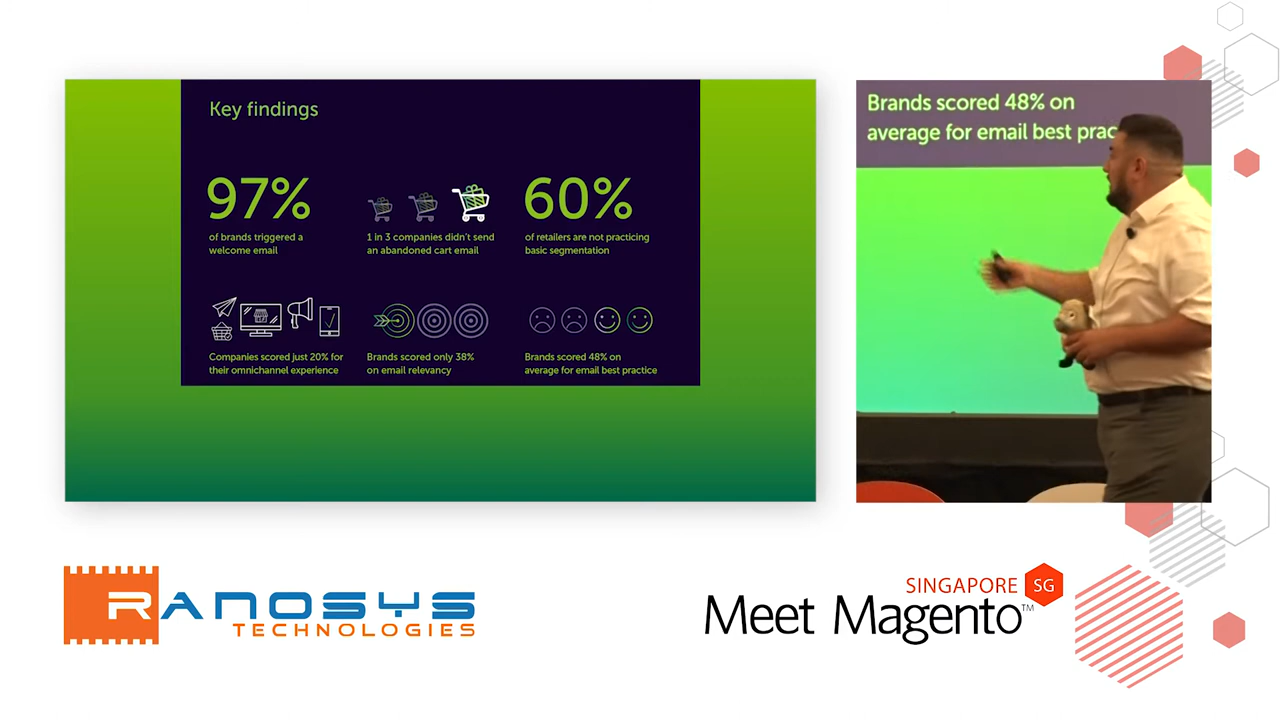 Key findings
97%
of brands triggered a
welcome email
1 in 3 companies didn't send
an abandoned cart email
60%
of retailers are not practicing
basic segmentation
Companies scored just 20% for
their omnichannel experience
Brands scored only 38%
on email relevancy
Brands scored 48% on
average for email best practice
Brands scored 48% on
average for email best prac
RANOSYS
TECHNOLOGIES
SINGAPORE SG
Meet Magento™